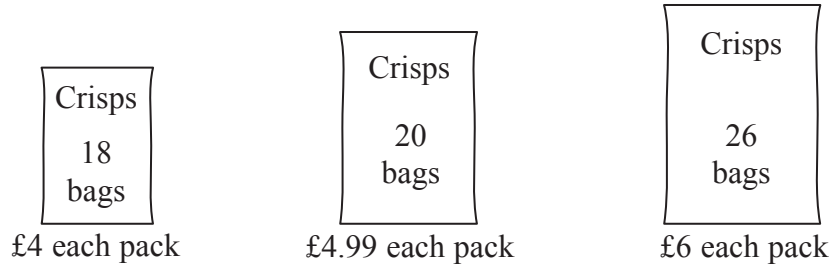 Crisps
18
bags
£4 each pack
Crisps
20
bags
£4.99 each pack
Crisps
26
bags
£6 each pack